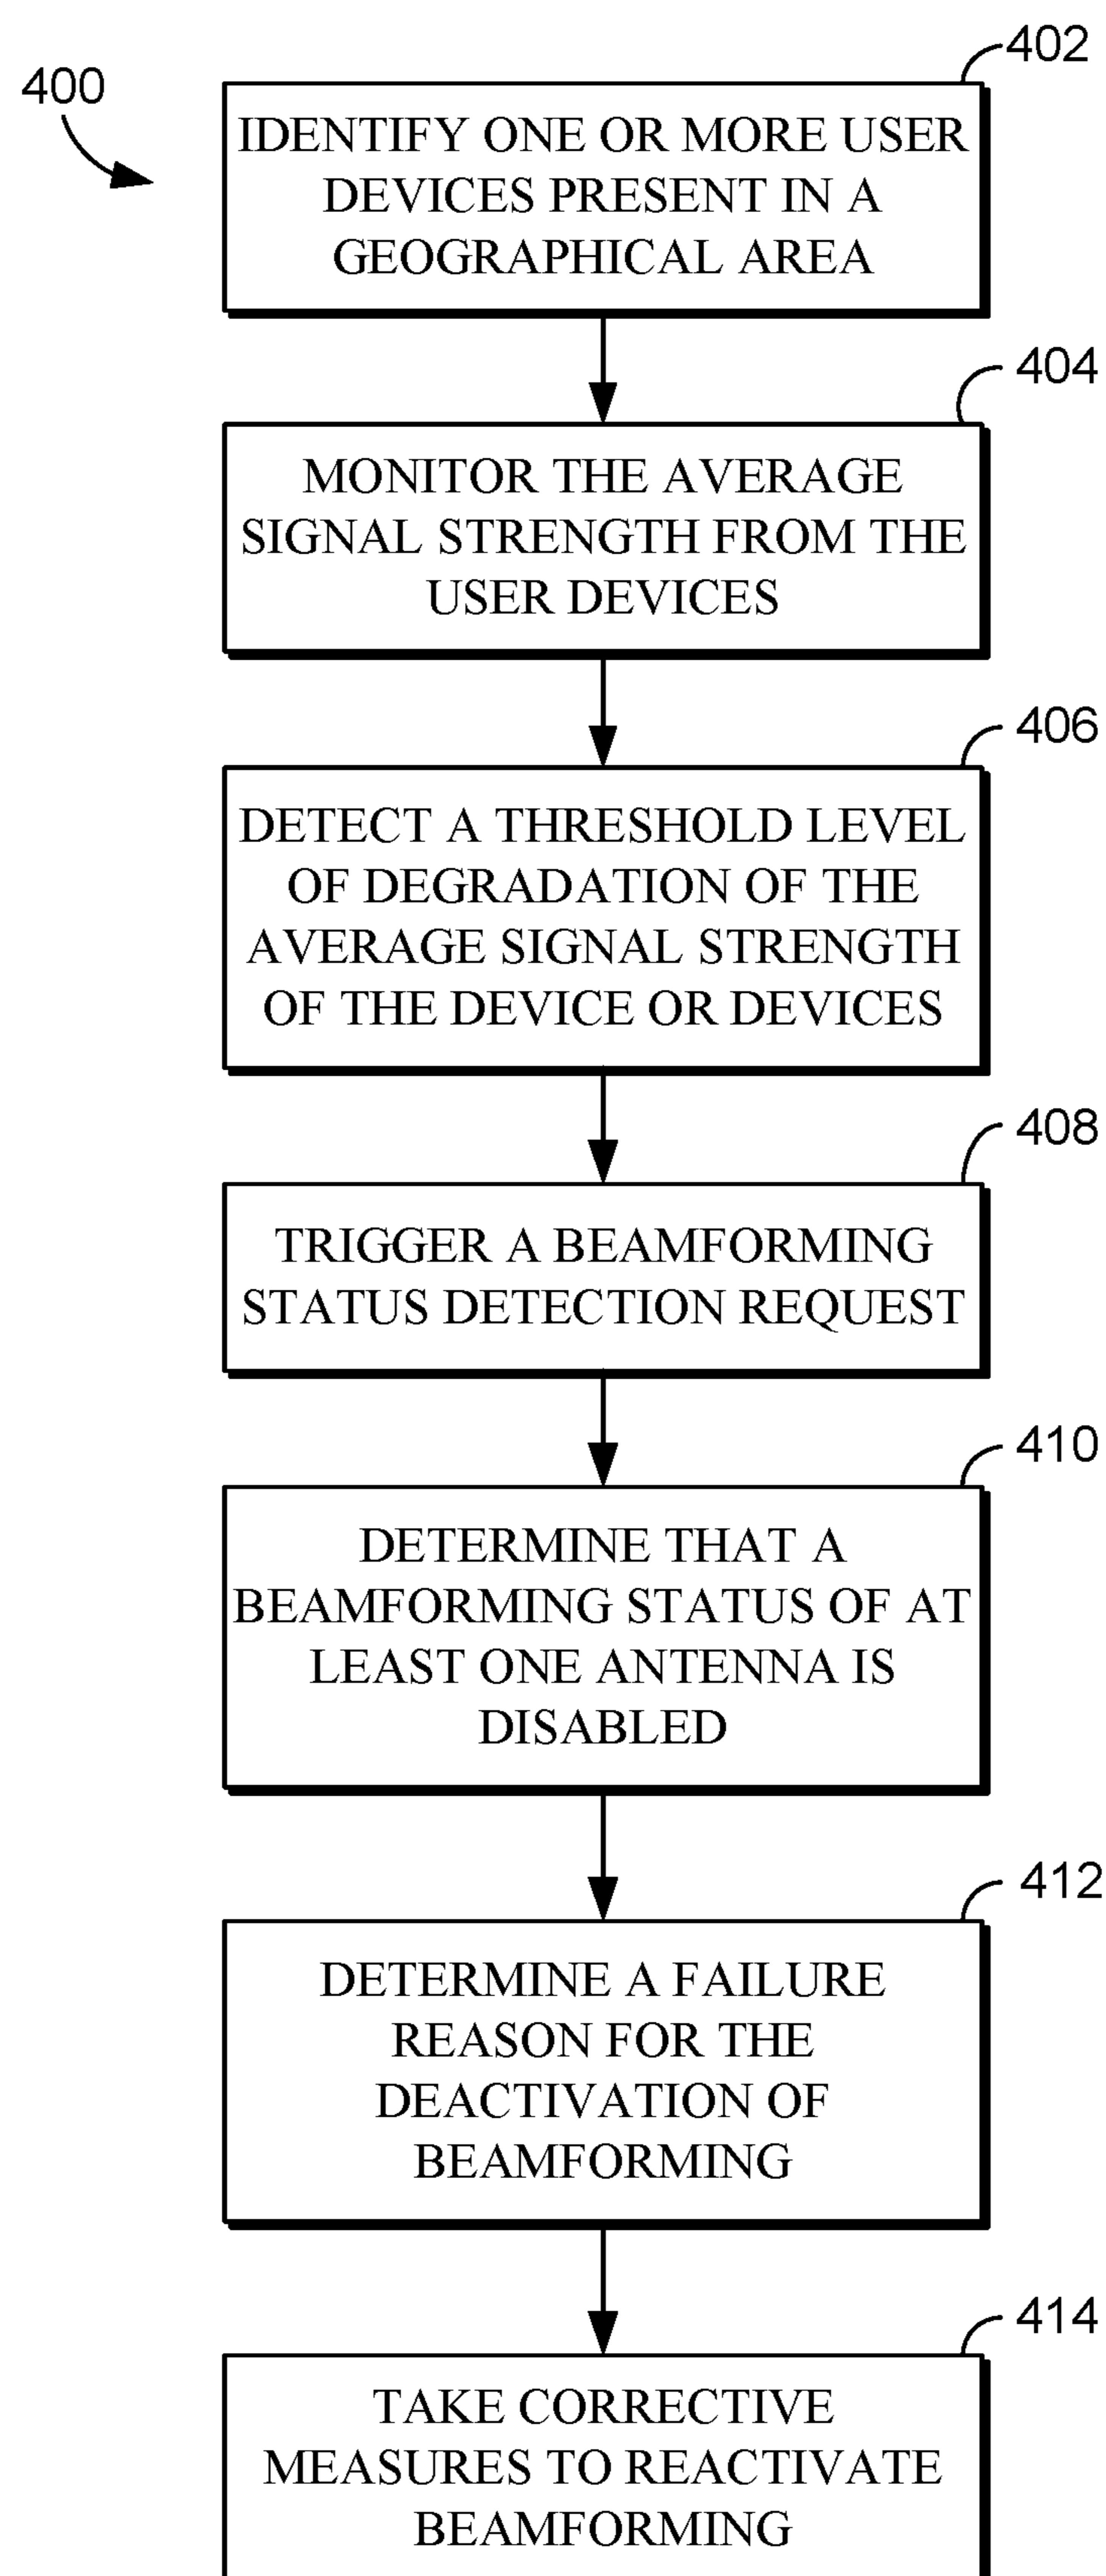 400
402
IDENTIFY ONE OR MORE USER
DEVICES PRESENT IN A
GEOGRAPHICAL AREA
404
MONITOR THE AVERAGE
SIGNAL STRENGTH FROM THE
USER DEVICES
406
DETECT A THRESHOLD LEVEL
OF DEGRADATION OF THE
AVERAGE SIGNAL STRENGTH
OF THE DEVICE OR DEVICES
408
TRIGGER A BEAMFORMING
STATUS DETECTION REQUEST
410
DETERMINE THAT A
BEAMFORMING STATUS OF AT
LEAST ONE ANTENNA IS
DISABLED
412
DETERMINE A FAILURE
REASON FOR THE
DEACTIVATION OF
BEAMFORMING
414
TAKE CORRECTIVE
MEASURES TO REACTIVATE
BEAMFORMING